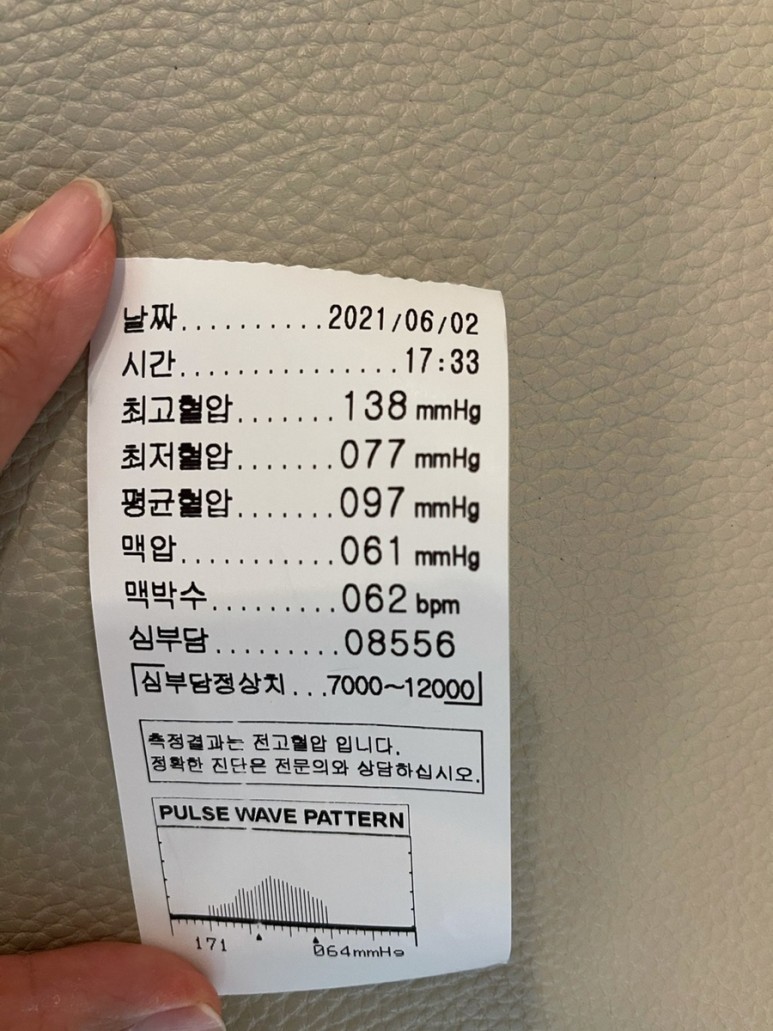 날짜..........2021/06/02
시간...............17:33
최고혈압.......138 mmHg
최저혈압.......077 mmHg
평균혈압.......097 mmHg
맥압...........061 mmHg
맥박수.........062 bpm
심부담.........08556
심부담정상치...7000~12000
측정결과는 전고혈압 입니다.
정확한 진단은 전문의와 상담하십시오.
PULSE WAVE PATTERN
171 064mmHg